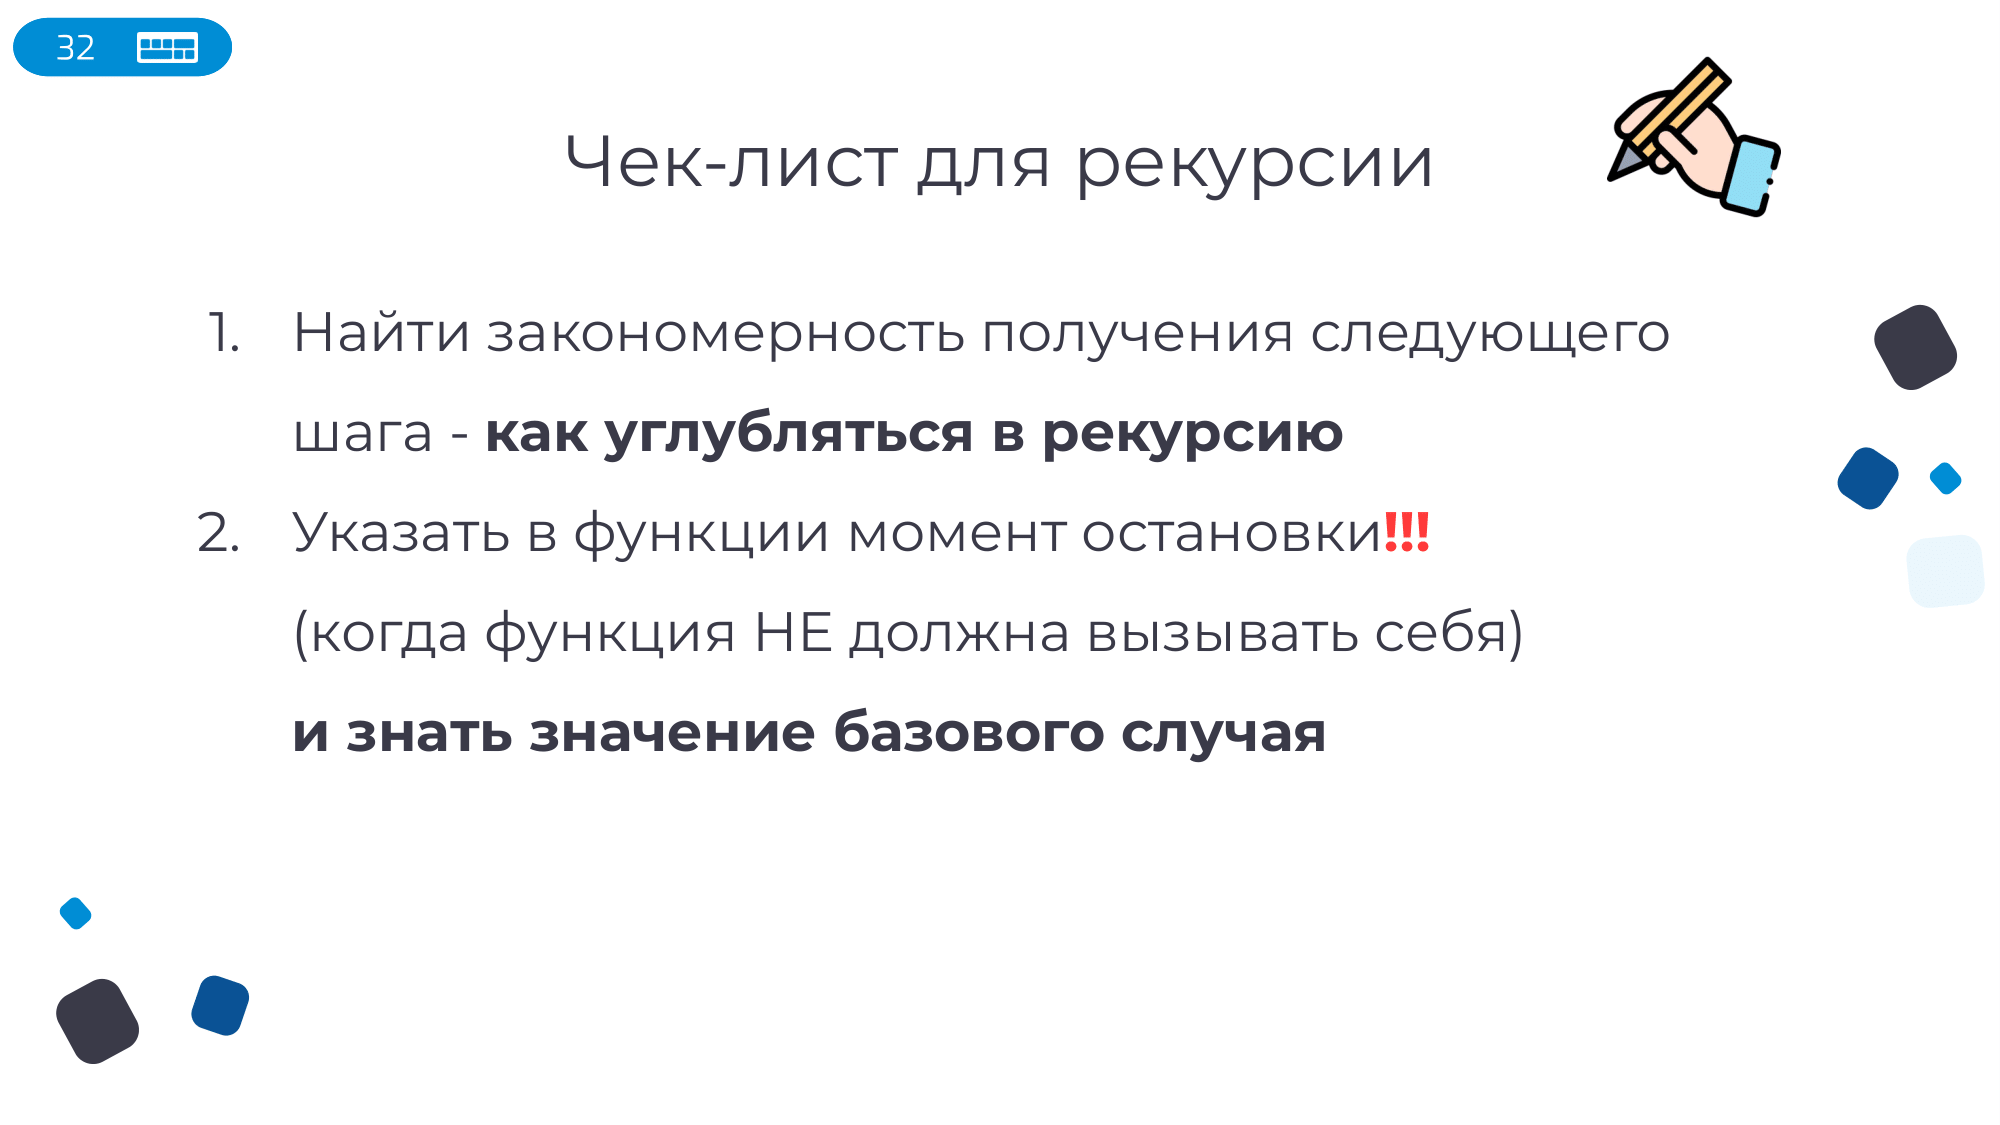 32
Чек-лист для рекурсии
1. Найти закономерность получения следующего
шага - как углубляться в рекурсию
2. Указать в функции момент остановки!!!
(когда функция НЕ должна вызывать себя)
и знать значение базового случая